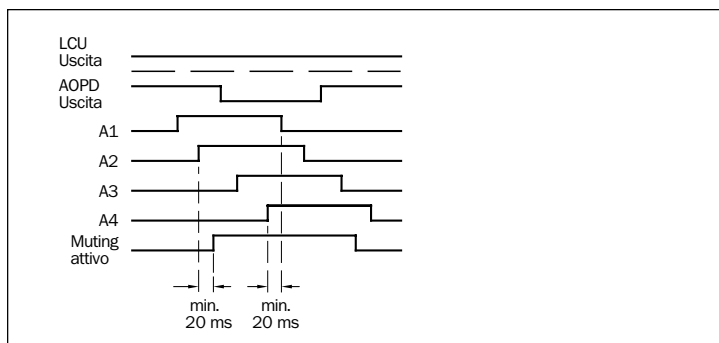 LCU
Uscita
AOPD
Uscita
A1
A2
A3
A4
Muting
attivo
min.
20 ms
min.
20 ms